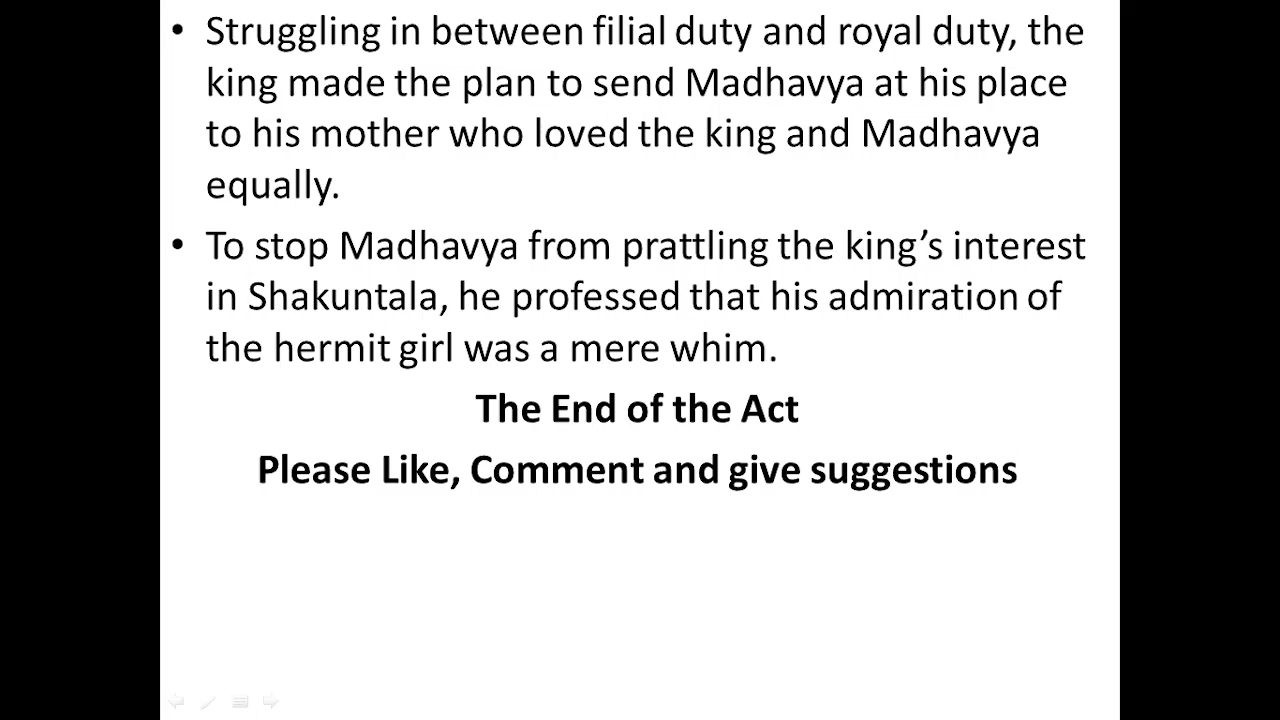 • Struggling in between filial duty and royal duty, the
king made the plan to send Madhavya at his place
to his mother who loved the king and Madhavya
equally.
• To stop Madhavya from prattling the king’s interest
in Shakuntala, he professed that his admiration of
the hermit girl was a mere whim.
The End of the Act
Please Like, Comment and give suggestions